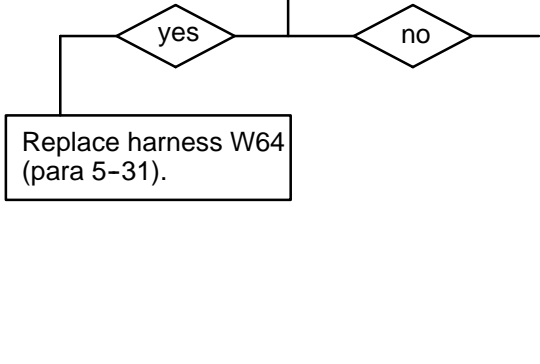 yes
no
Replace harness W64
(para 5-31).